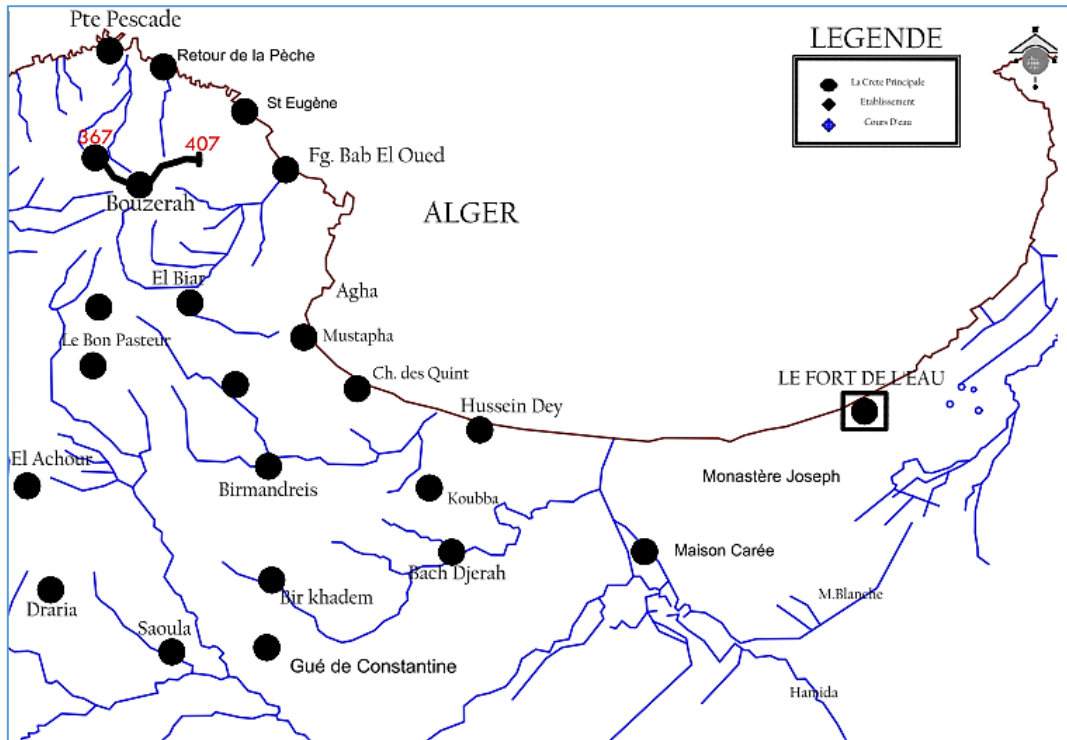 Pte Pescade
LEGENDE
Retour de la Pèche
La Crete Principale
Etablissement
Cours D'eau
St Eugène
367
407
Fg. Bab El Oued
Bouzerah
ALGER
El Biar
Agha
Le Bon Pasteur
Mustapha
Ch. des Quint
LE FORT DE L'EAU
Hussein Dey
El Achour
Birmandreis
Koubba
Monastère Joseph
Maison Carée
Bach Djerah
Draria
Bir khadem
M.Blanche
Saoula
Gué de Constantine
Hamida